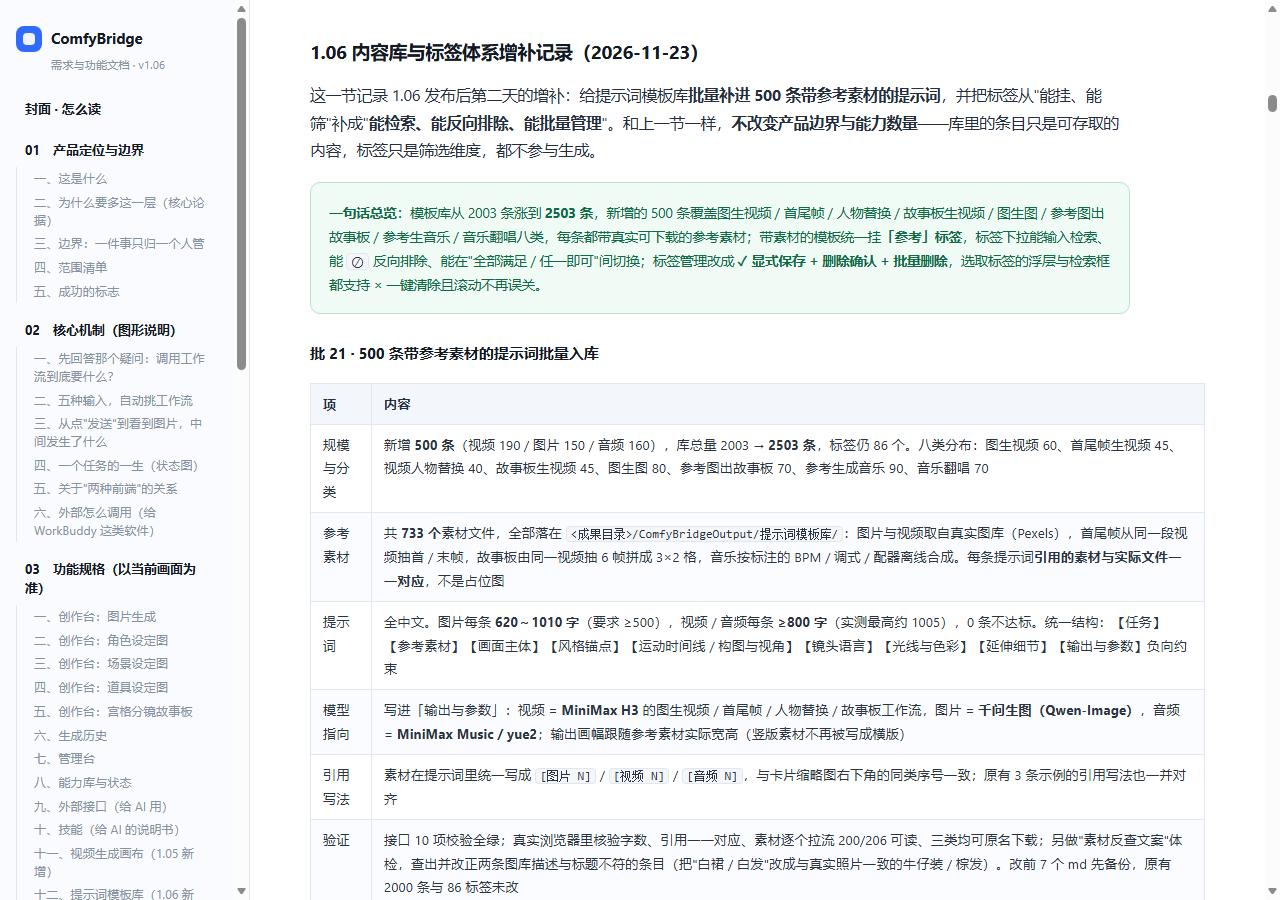 ComfyBridge
需求与功能文档 · v1.06
封面 · 怎么读
01 产品定位与边界
一、这是什么
二、为什么要多这一层（核心论
据）
三、边界：一件事只归一个人管
四、范围清单
五、成功的标志
02 核心机制（图形说明）
一、先回答那个疑问：调用工作
流到底要什么？
二、五种输入，自动挑工作流
三、从点"发送"到看到图片，中
间发生了什么
四、一个任务的一生（状态图）
五、关于"两种前端"的关系
六、外部怎么调用（给
WorkBuddy 这类软件）
03 功能规格（以当前画面为
准）
一、创作台：图片生成
二、创作台：角色设定图
三、创作台：场景设定图
四、创作台：道具设定图
五、创作台：宫格分镜故事板
六、生成历史
七、管理台
八、能力库与状态
九、外部接口（给 AI 用）
十、技能（给 AI 的说明书）
十一、视频生成画布（1.05 新
增）
十二、提示词模板库（1.06 新
1.06 内容库与标签体系增补记录（2026-11-23）
这一节记录 1.06 发布后第二天的增补：给提示词模板库批量补进 500 条带参考素材的提示词，并把标签从"能挂、能
筛"补成"能检索、能反向排除、能批量管理"。和上一节一样，不改变产品边界与能力数量——库里的条目只是可存取的
内容，标签只是筛选维度，都不参与生成。
一句话总览：模板库从 2003 条涨到 2503 条，新增的 500 条覆盖图生视频 / 首尾帧 / 人物替换 / 故事板生视频 / 图生图 / 参考图出
故事板 / 参考生音乐 / 音乐翻唱八类，每条都带真实可下载的参考素材；带素材的模板统一挂「参考」标签，标签下拉能输入检索、
能 ⊘ 反向排除、能在"全部满足 / 任一即可"间切换；标签管理改成 ✓ 显式保存 + 删除确认 + 批量删除，选取标签的浮层与检索框
都支持 × 一键清除且滚动不再误关。
批 21 · 500 条带参考素材的提示词批量入库
项 内容
规模
与分
类
新增 500 条（视频 190 / 图片 150 / 音频 160），库总量 2003 → 2503 条，标签仍 86 个。八类分布：图生视频 60、首尾帧生视频 45、
视频人物替换 40、故事板生视频 45、图生图 80、参考图出故事板 70、参考生成音乐 90、音乐翻唱 70
参考
素材
共 733 个素材文件，全部落在 <成果目录>/ComfyBridgeOutput/提示词模板库/ ：图片与视频取自真实图库（Pexels），首尾帧从同一段视
频抽首 / 末帧，故事板由同一视频抽 6 帧拼成 3×2 格，音乐按标注的 BPM / 调式 / 配器离线合成。每条提示词引用的素材与实际文件一
一对应，不是占位图
提示
词
全中文。图片每条 620～1010 字（要求 ≥500），视频 / 音频每条 ≥800 字（实测最高约 1005），0 条不达标。统一结构：【任务】
【参考素材】【画面主体】【风格锚点】【运动时间线 / 构图与视角】【镜头语言】【光线与色彩】【延伸细节】【输出与参数】负向约
束
模型
指向
写进「输出与参数」：视频 = MiniMax H3 的图生视频 / 首尾帧 / 人物替换 / 故事板工作流，图片 = 千问生图（Qwen-Image），音频
= MiniMax Music / yue2；输出画幅跟随参考素材实际宽高（竖版素材不再被写成横版）
引用
写法
素材在提示词里统一写成 [图片 N] / [视频 N] / [音频 N]，与卡片缩略图右下角的同类序号一致；原有 3 条示例的引用写法也一并对
齐
验证
接口 10 项校验全绿；真实浏览器里核验字数、引用一一对应、素材逐个拉流 200/206 可读、三类均可原名下载；另做"素材反查文案"体
检，查出并改正两条图库描述与标题不符的条目（把"白裙 / 白发"改成与真实照片一致的牛仔装 / 棕发）。改前 7 个 md 先备份，原有
2000 条与 86 标签未改